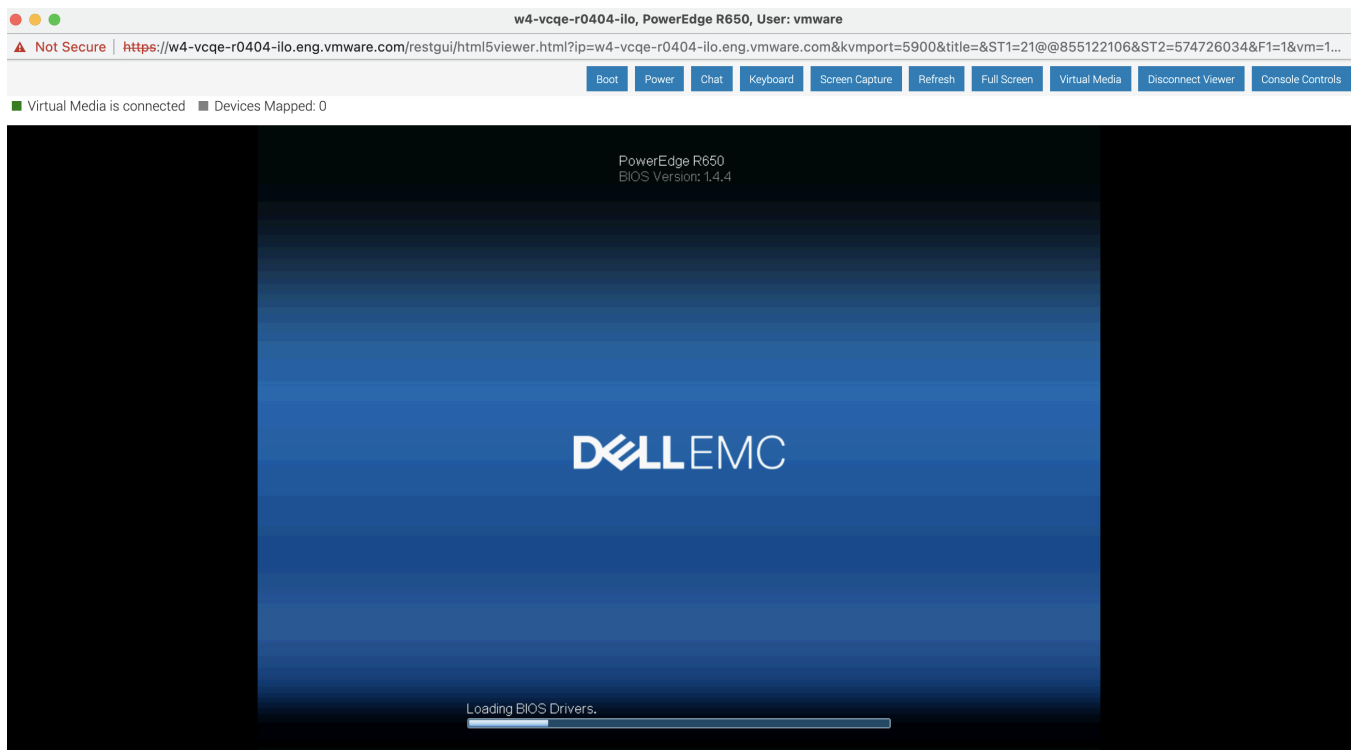 w4-vcqe-r0404-ilo, PowerEdge R650, User: vmware
Not Secure | https://w4-vcqe-r0404-ilo.eng.vmware.com/restgui/html5viewer.html?ip=w4-vcqe-r0404-ilo.eng.vmware.com&kvmport=5900&title=&ST1=21@@855122106&ST2=574726034&F1=1&vm=1...
Boot Power Chat Keyboard Screen Capture Refresh Full Screen Virtual Media Disconnect Viewer Console Controls
Virtual Media is connected Devices Mapped: 0
PowerEdge R650
BIOS Version: 1.4.4
DELLEMC
Loading BIOS Drivers.